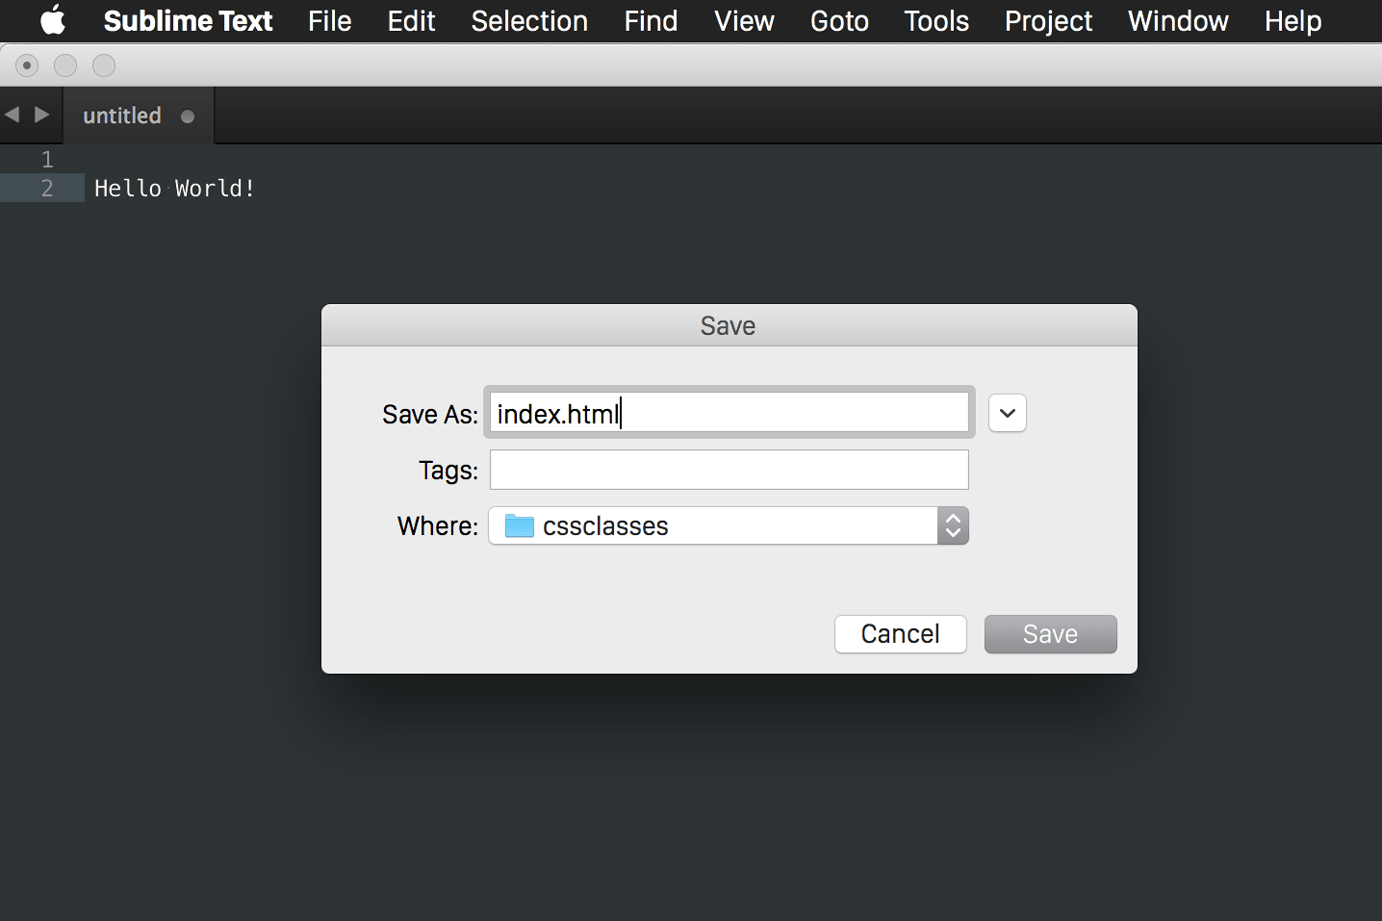 Sublime Text File Edit Selection Find View Goto Tools Project Window Help
untitled
1
2 Hello World!
Save
Save As: index.html
Tags:
Where: cssclasses
Cancel Save